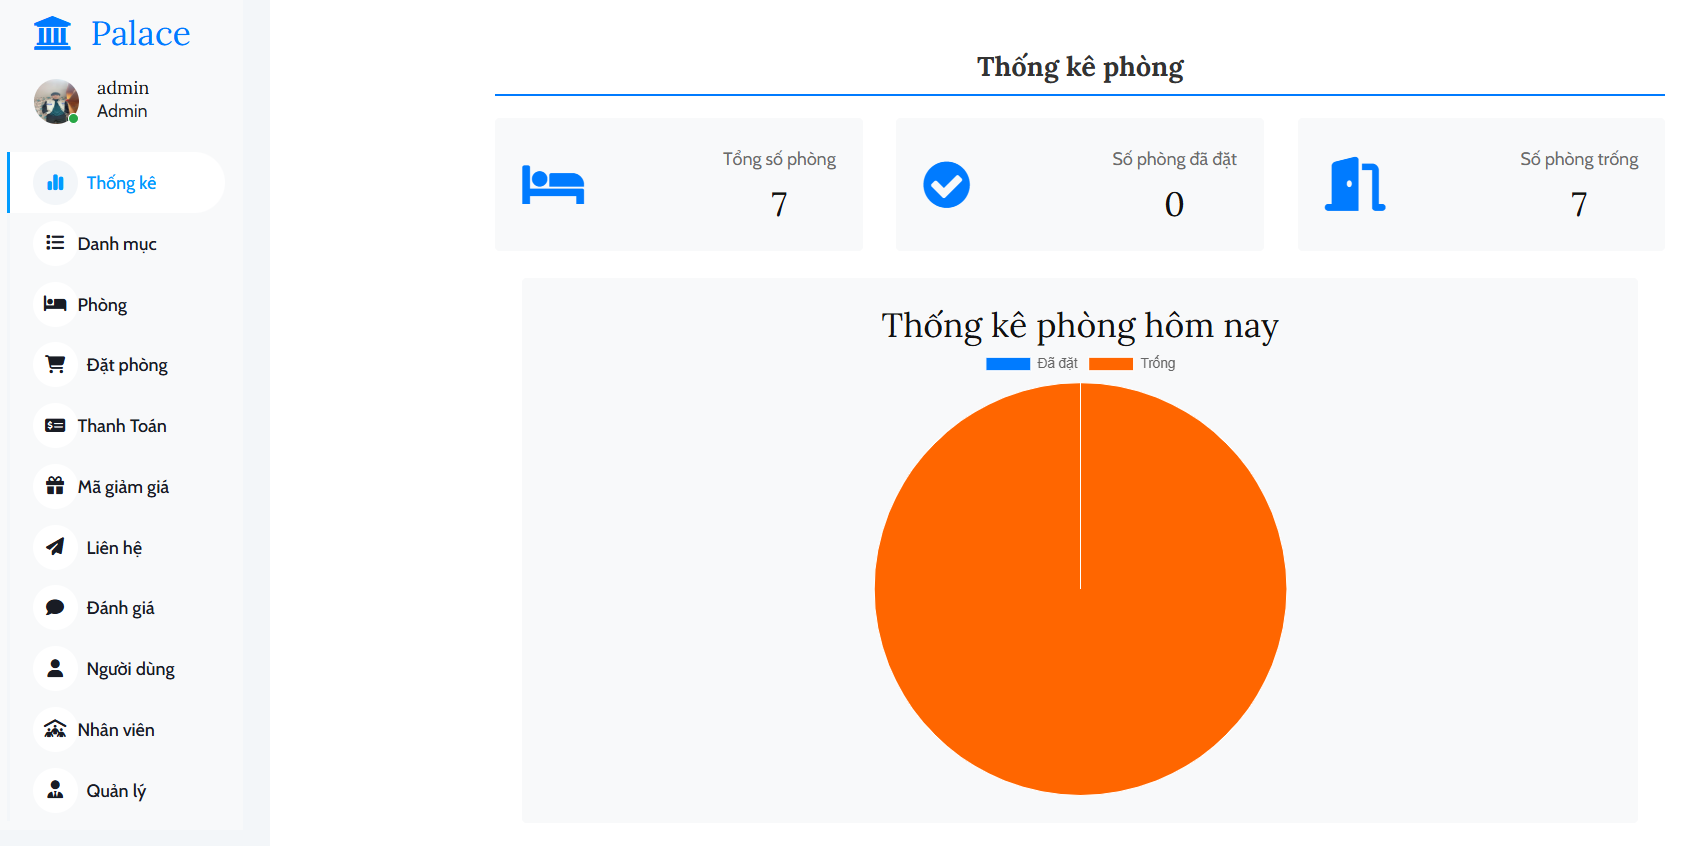 Palace
admin
Admin
Thống kê
Danh mục
Phòng
Đặt phòng
Thanh Toán
Mã giảm giá
Liên hệ
Đánh giá
Người dùng
Nhân viên
Quản lý
Thống kê phòng
Tổng số phòng
7
Số phòng đã đặt
0
Số phòng trống
7
Thống kê phòng hôm nay
Đã đặt Trống